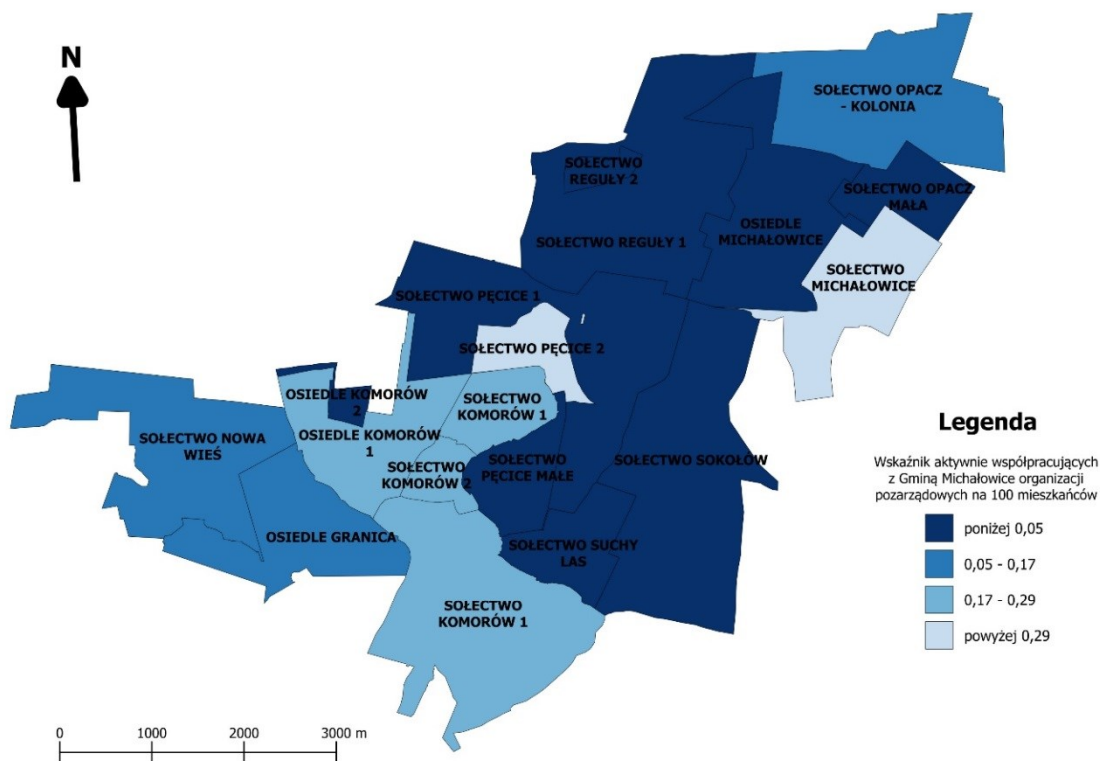 N
SOŁECTWO OPACZ
- KOLONIA
SOŁECTWO
REGUŁY 2
SOŁECTWO OPACZ
MAŁA
OSIEDLE
MICHAŁOWICE
SOŁECTWO REGUŁY 1
SOŁECTWO
MICHAŁOWICE
SOŁECTWO PĘCICE 1
SOŁECTWO PĘCICE 2
OSIEDLE KOMORÓW
2
SOŁECTWO
KOMORÓW 1
SOŁECTWO NOWA
WIEŚ
OSIEDLE KOMORÓW
1
SOŁECTWO
KOMORÓW 2
SOŁECTWO
PĘCICE MAŁE
SOŁECTWO SOKOŁÓW
OSIEDLE GRANICA
SOŁECTWO SUCHY
LAS
SOŁECTWO
KOMORÓW 1
Legenda
Wskaźnik aktywnie współpracujących
z Gminą Michałowice organizacji
pozarządowych na 100 mieszkańców
poniżej 0,05
0,05 - 0,17
0,17 - 0,29
powyżej 0,29
0 1000 2000 3000 m